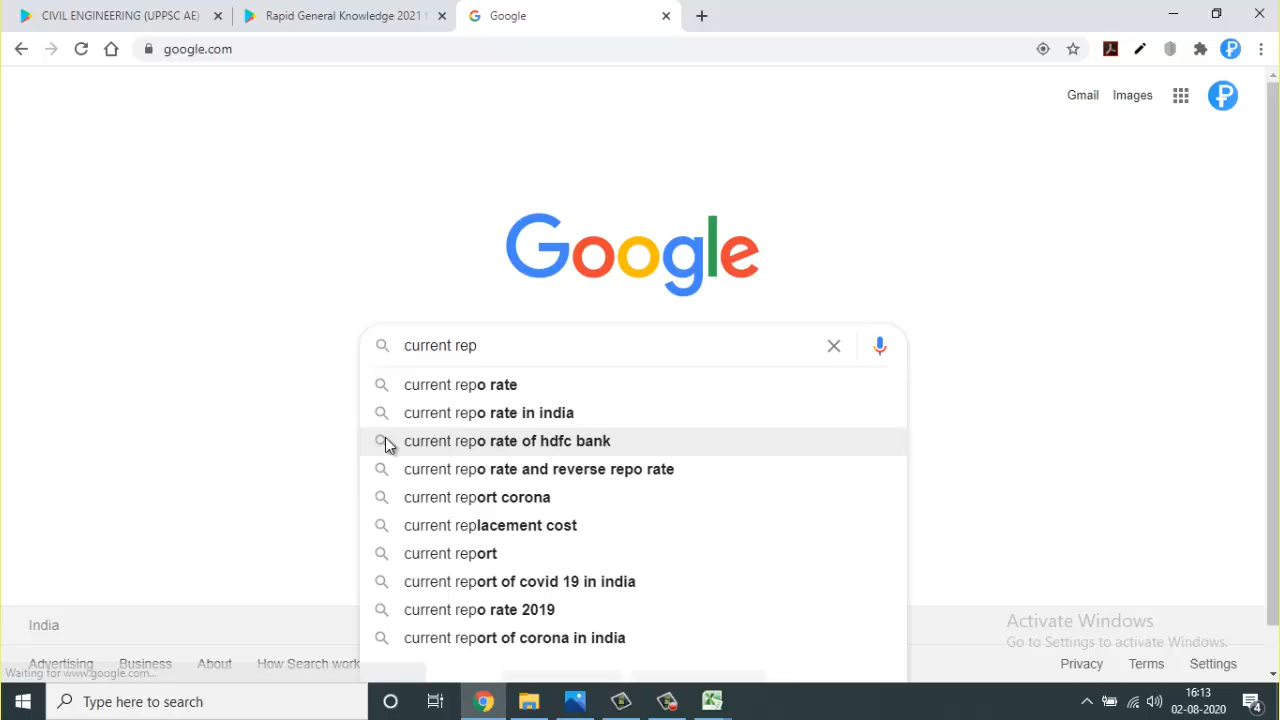 CIVIL ENGINEERING (UPPSC AE)
Rapid General Knowledge 2021 f
Google
google.com
Gmail
Images
Google
current rep
current repo rate
current repo rate in india
current repo rate of hdfc bank
current repo rate and reverse repo rate
current report corona
current replacement cost
current report
current report of covid 19 in india
current repo rate 2019
current report of corona in india
India
Activate Windows
Go to Settings to activate Windows.
Advertising
Business
About
How Search work
Privacy
Terms
Settings
Waiting for www.google.com...
Type here to search
16:13
02-08-2020
4